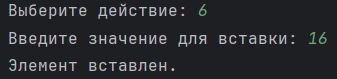 Выберите действие: 6
Введите значение для вставки: 16
Элемент вставлен.